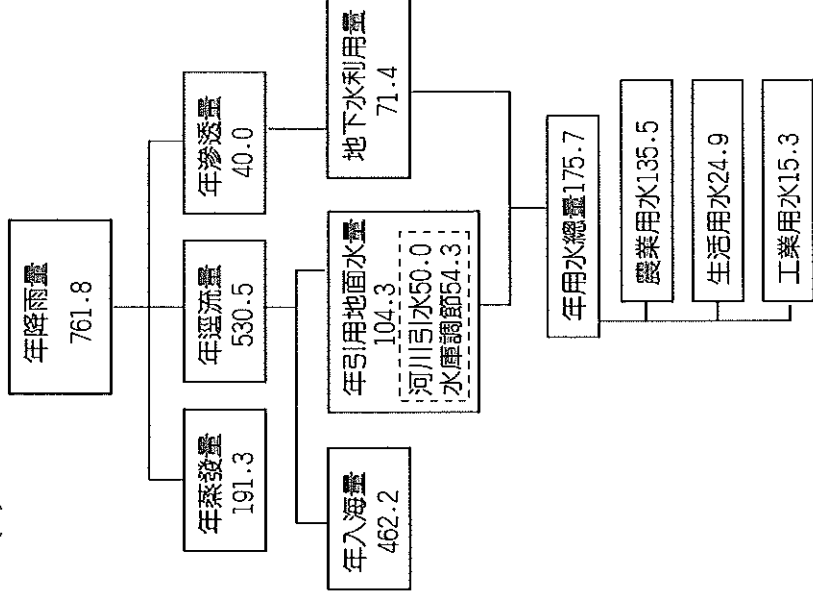 年降雨量
761.8
年蒸發量
191.3
年逕流量
530.5
年滲透量
40.0
年入海量
462.2
年引用地面水量
104.3
河川引水50.0
水庫調節54.3
地下水利用量
71.4
年用水總量175.7
農業用水135.5
生活用水24.9
工業用水15.3